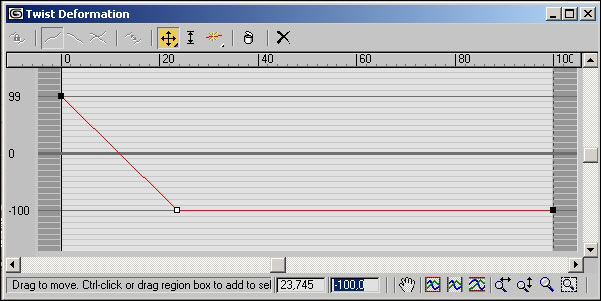 Twist Deformation
0 20 40 60 80 100
99
0
-100
Drag to move. Ctrl-click or drag region box to add to sel 23,745 -100,0